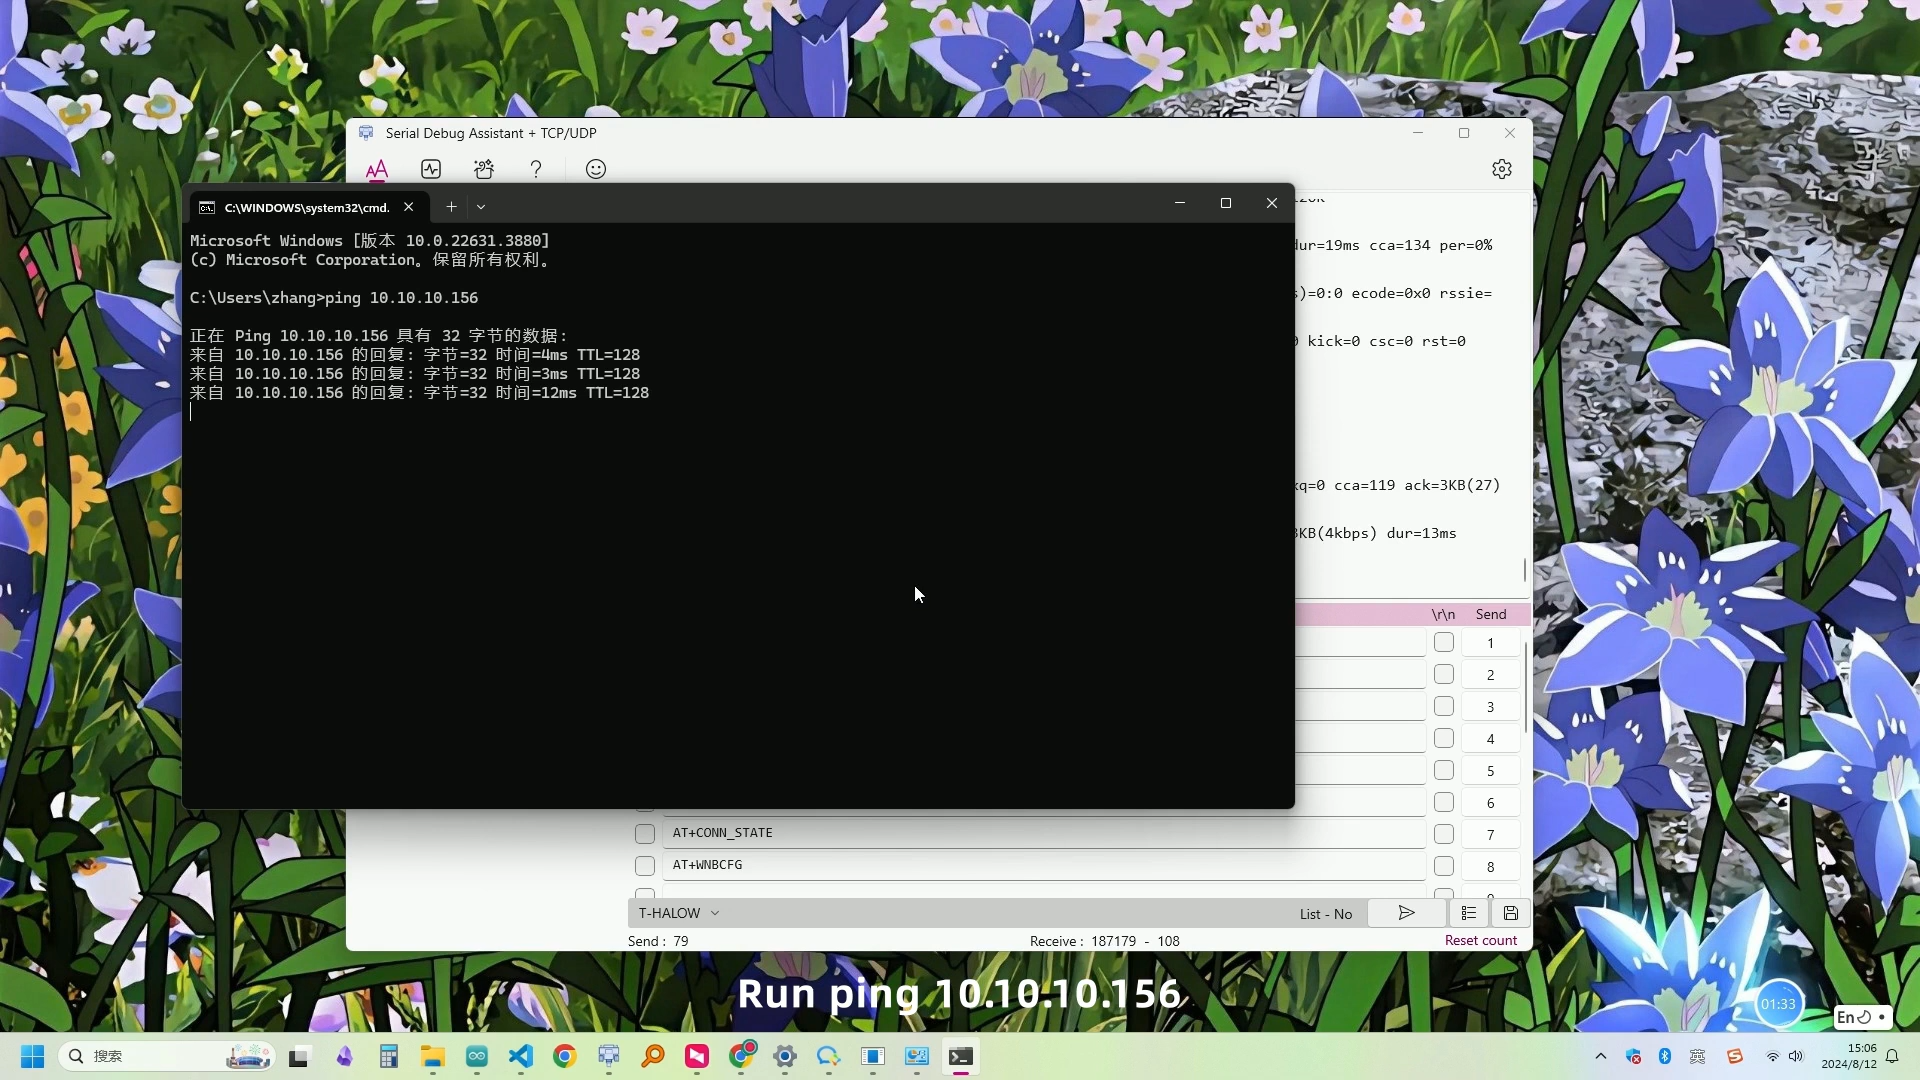 Serial Debug Assistant + TCP/UDP
C:\WINDOWS\system32\cmd.
Microsoft Windows [版本 10.0.22631.3880]
(c) Microsoft Corporation。保留所有权利。
C:\Users\zhang>ping 10.10.10.156
正在 Ping 10.10.10.156 具有 32 字节的数据:
来自 10.10.10.156 的回复: 字节=32 时间=4ms TTL=128
来自 10.10.10.156 的回复: 字节=32 时间=3ms TTL=128
来自 10.10.10.156 的回复: 字节=32 时间=12ms TTL=128
dur=19ms cca=134 per=0%
)=0:0 ecode=0x0 rssie=
kick=0 csc=0 rst=0
q=0 cca=119 ack=3KB(27)
KB(4kbps) dur=13ms
\r\n Send
1
2
3
4
5
6
AT+CONN_STATE 7
AT+WNBCFG 8
T-HALOW List - No
Send : 79 Receive : 187179 - 108 Reset count
Run ping 10.10.10.156
01:33
En
搜索
英
15:06
2024/8/12